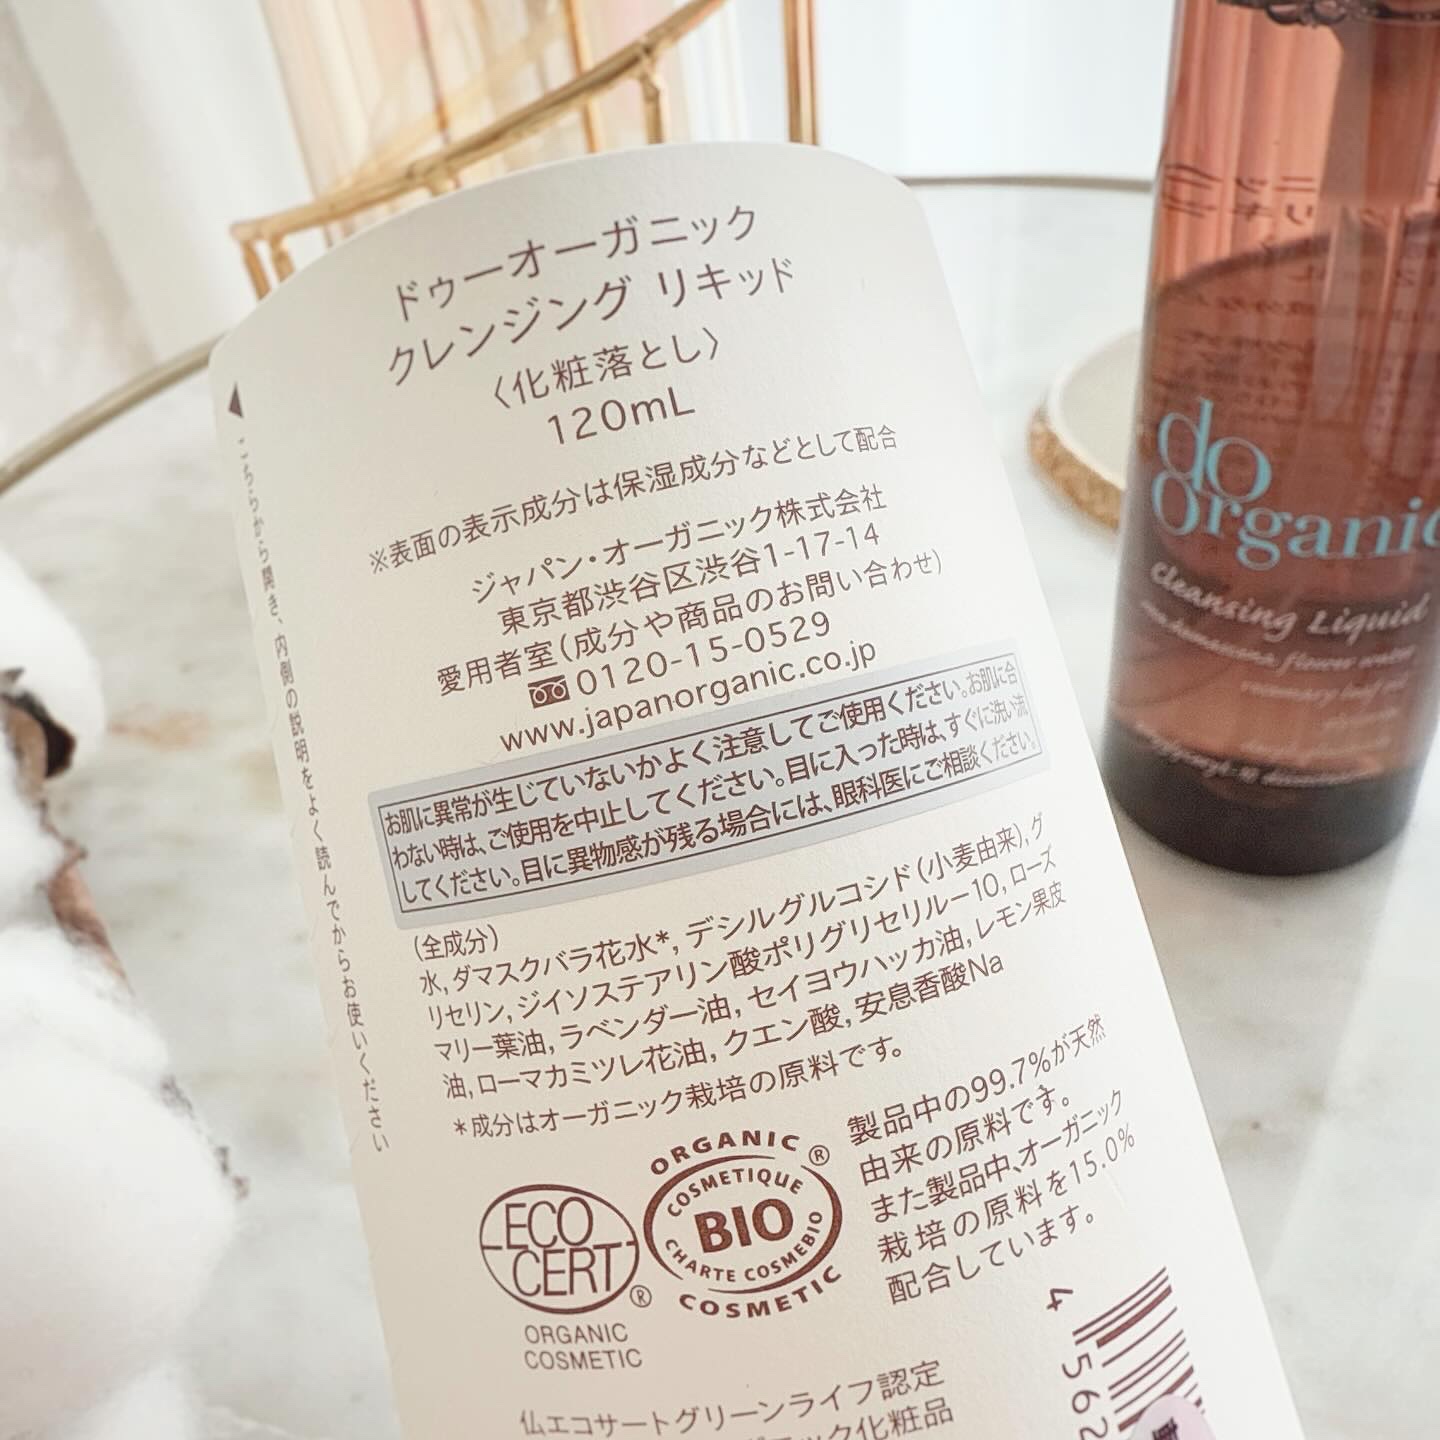 ドゥーオーガニック
クレンジング リキッド
〈化粧落とし〉
120mL
※表面の表示成分は保湿成分などとして配合
ジャパン・オーガニック株式会社
東京都渋谷区渋谷1-17-14
愛用者室(成分や商品のお問い合わせ)
0120-15-0529
www.japanorganic.co.jp
お肌に異常が生じていないかよく注意してご使用ください。お肌に合
わない時は、ご使用を中止してください。目に入った時は、すぐに洗い流
してください。目に異物感が残る場合には、眼科医にご相談ください。
(全成分)
水, ダマスクバラ花水*, デシルグルコシド(小麦由来), グ
リセリン, ジイソステアリン酸ポリグリセリル-10, ローズ
マリー葉油, ラベンダー油, セイヨウハッカ油, レモン果皮
油, ローマカミツレ花油, クエン酸, 安息香酸Na
*成分はオーガニック栽培の原料です。
ECO
CERT
®
ORGANIC
COSMETIC
ORGANIC
®
COSMETIQUE
BIO
CHARTE COSMEBIO
COSMETIC
製品中の99.7%が天然
由来の原料です。
また製品中、オーガニック
栽培の原料を15.0%
配合しています。
仏エコサートグリーンライフ認定
ガニック化粧品
4 562
こちらから開き、内側の説明をよく読んでからお使いください
do
organic
cleansing Liquid
flower water